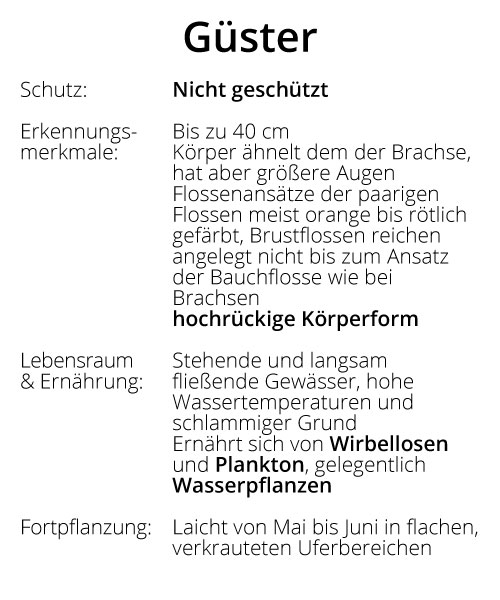 Güster
Schutz: Nicht geschützt
Erkennungs- Bis zu 40 cm
merkmale: Körper ähnelt dem der Brachse,
hat aber größere Augen
Flossenansätze der paarigen
Flossen meist orange bis rötlich
gefärbt, Brustflossen reichen
angelegt nicht bis zum Ansatz
der Bauchflosse wie bei
Brachsen
hochrückige Körperform
Lebensraum Stehende und langsam
& Ernährung: fließende Gewässer, hohe
Wassertemperaturen und
schlammiger Grund
Ernährt sich von Wirbellosen
und Plankton, gelegentlich
Wasserpflanzen
Fortpflanzung: Laicht von Mai bis Juni in flachen,
verkrauteten Uferbereichen